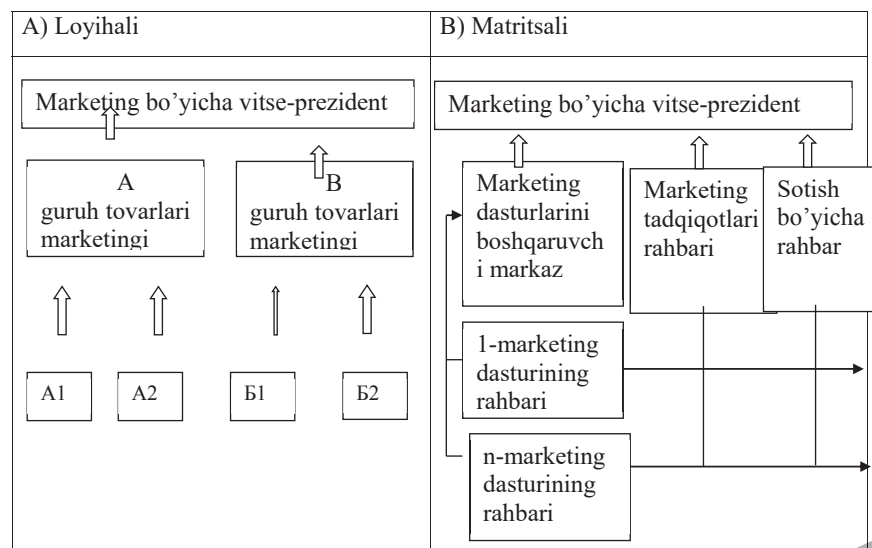 A) Loyihali
B) Matritsali
Marketing bo’yicha vitse-prezident
A
guruh tovarlari
marketingi
B
guruh tovarlari
marketingi
A1
A2
Б1
Б2
Marketing bo’yicha vitse-prezident
Marketing
dasturlarini
boshqaruvch
i markaz
Marketing
tadqiqotlari
rahbari
Sotish
bo’yicha
rahbar
1-marketing
dasturining
rahbari
n-marketing
dasturining
rahbari